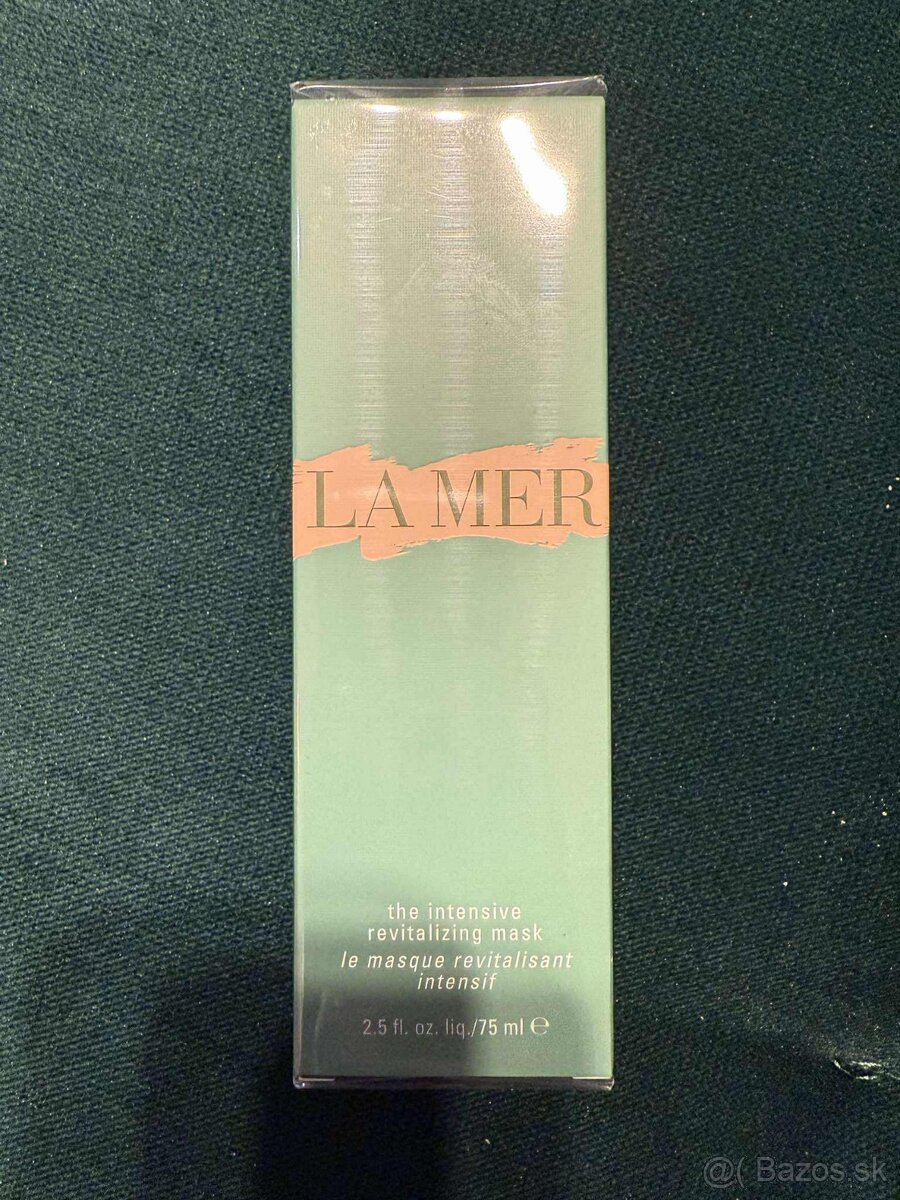 LA MER
the intensive
revitalizing mask
le masque revitalisant
intensif
2.5 fl. oz. liq./75 ml ℮
@( Bazos.sk